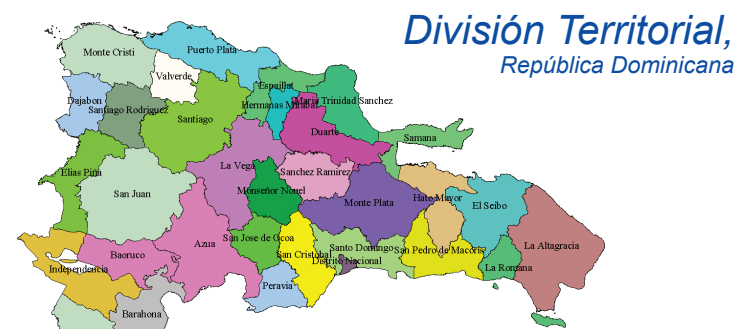 División Territorial,
República Dominicana
Monte Cristi
Puerto Plata
Valverde
Espaillat
Dajabon
Santiago Rodriguez
Hermanas Mirabal
Maria Trinidad Sanchez
Santiago
Duarte
Samana
La Vega
Elias Piña
Sanchez Ramirez
San Juan
Monseñor Nouel
Monte Plata
Hato Mayor
El Seibo
Azua
San Jose de Ocoa
Santo Domingo
San Pedro de Macoris
La Altagracia
Baoruco
San Cristobal
Distrito Nacional
Independencia
La Romana
Peravia
Barahona